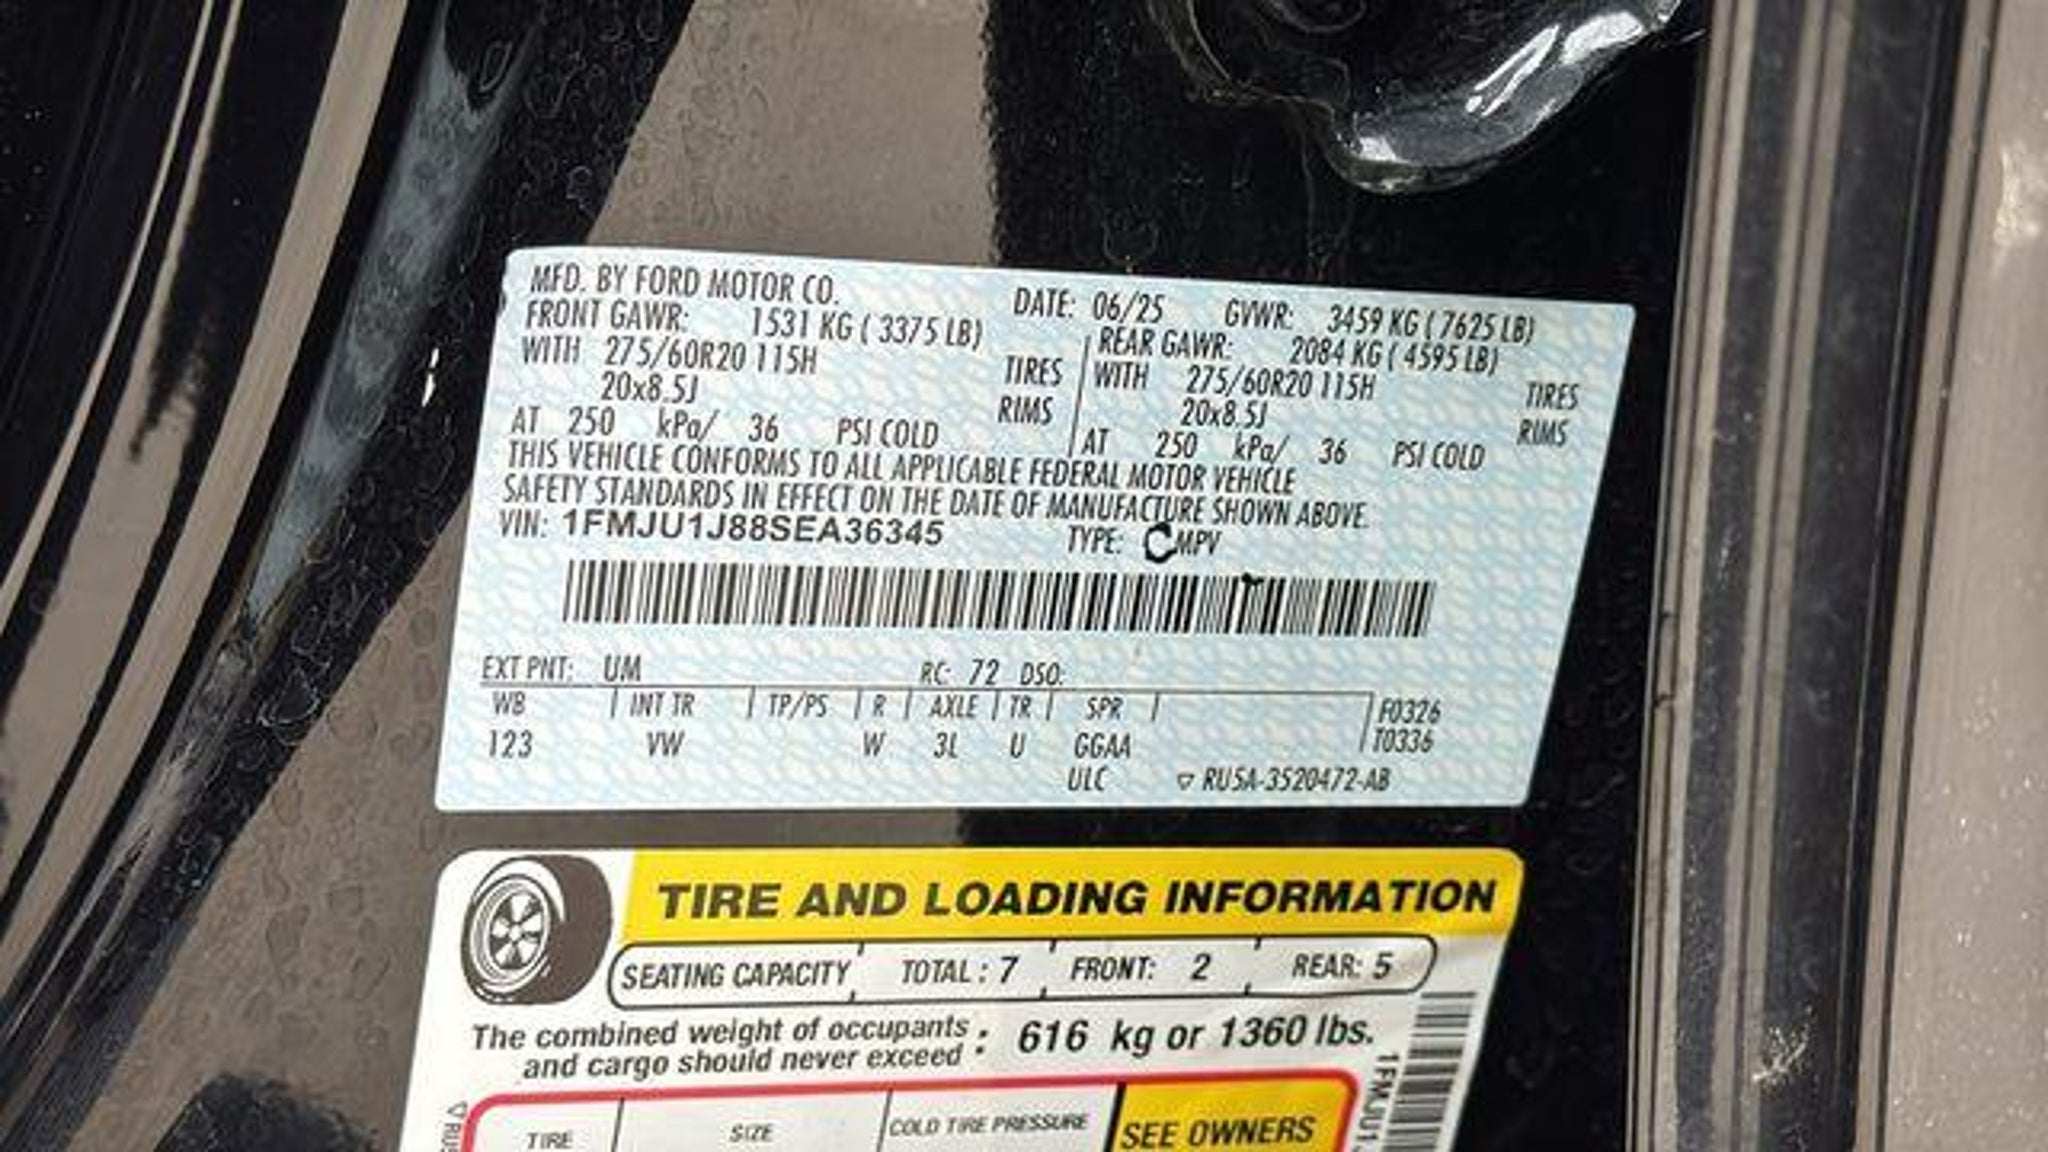 MFD. BY FORD MOTOR CO.
DATE: 06/25 GVWR: 3459 KG ( 7625 LB)
FRONT GAWR: 1531 KG ( 3375 LB)
WITH 275/60R20 115H TIRES
20x8.5J RIMS
AT 250 kPa/ 36 PSI COLD
REAR GAWR: 2084 KG ( 4595 LB)
WITH 275/60R20 115H TIRES
20x8.5J RIMS
AT 250 kPa/ 36 PSI COLD
THIS VEHICLE CONFORMS TO ALL APPLICABLE FEDERAL MOTOR VEHICLE
SAFETY STANDARDS IN EFFECT ON THE DATE OF MANUFACTURE SHOWN ABOVE.
VIN: 1FMJU1J88SEA36345 TYPE: MPV
EXT PNT: UM RC: 72 DSO:
WB INT TR TP/PS R AXLE TR SPR F0326
123 VW W 3L U GGAA T0336
ULC ▽ RU5A-3520472-AB
TIRE AND LOADING INFORMATION
SEATING CAPACITY TOTAL : 7 FRONT: 2 REAR: 5
The combined weight of occupants
and cargo should never exceed : 616 kg or 1360 lbs.
TIRE SIZE COLD TIRE PRESSURE SEE OWNERS